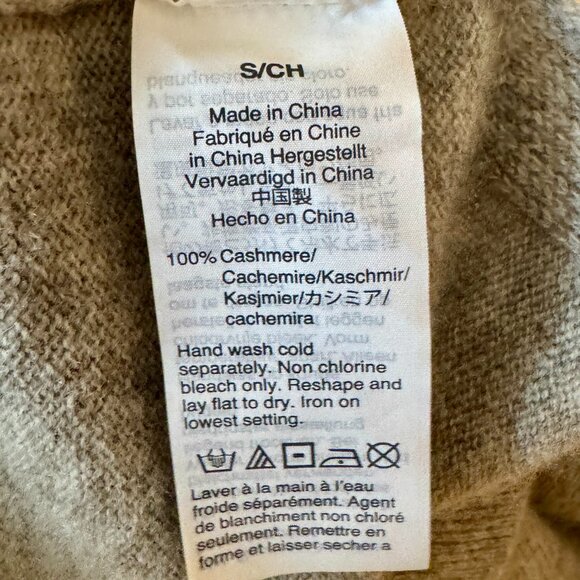 S/CH
Made in China
Fabriqué en Chine
in China Hergestellt
Vervaardigd in China
中国製
Hecho en China
100% Cashmere/
Cachemire/Kaschmir/
Kasjmier/カシミア/
cachemira
Hand wash cold
separately. Non chlorine
bleach only. Reshape and
lay flat to dry. Iron on
lowest setting.
Laver à la main à l'eau
froide séparément. Agent
de blanchiment non chloré
seulement. Remettre en
forme et laisser secher a